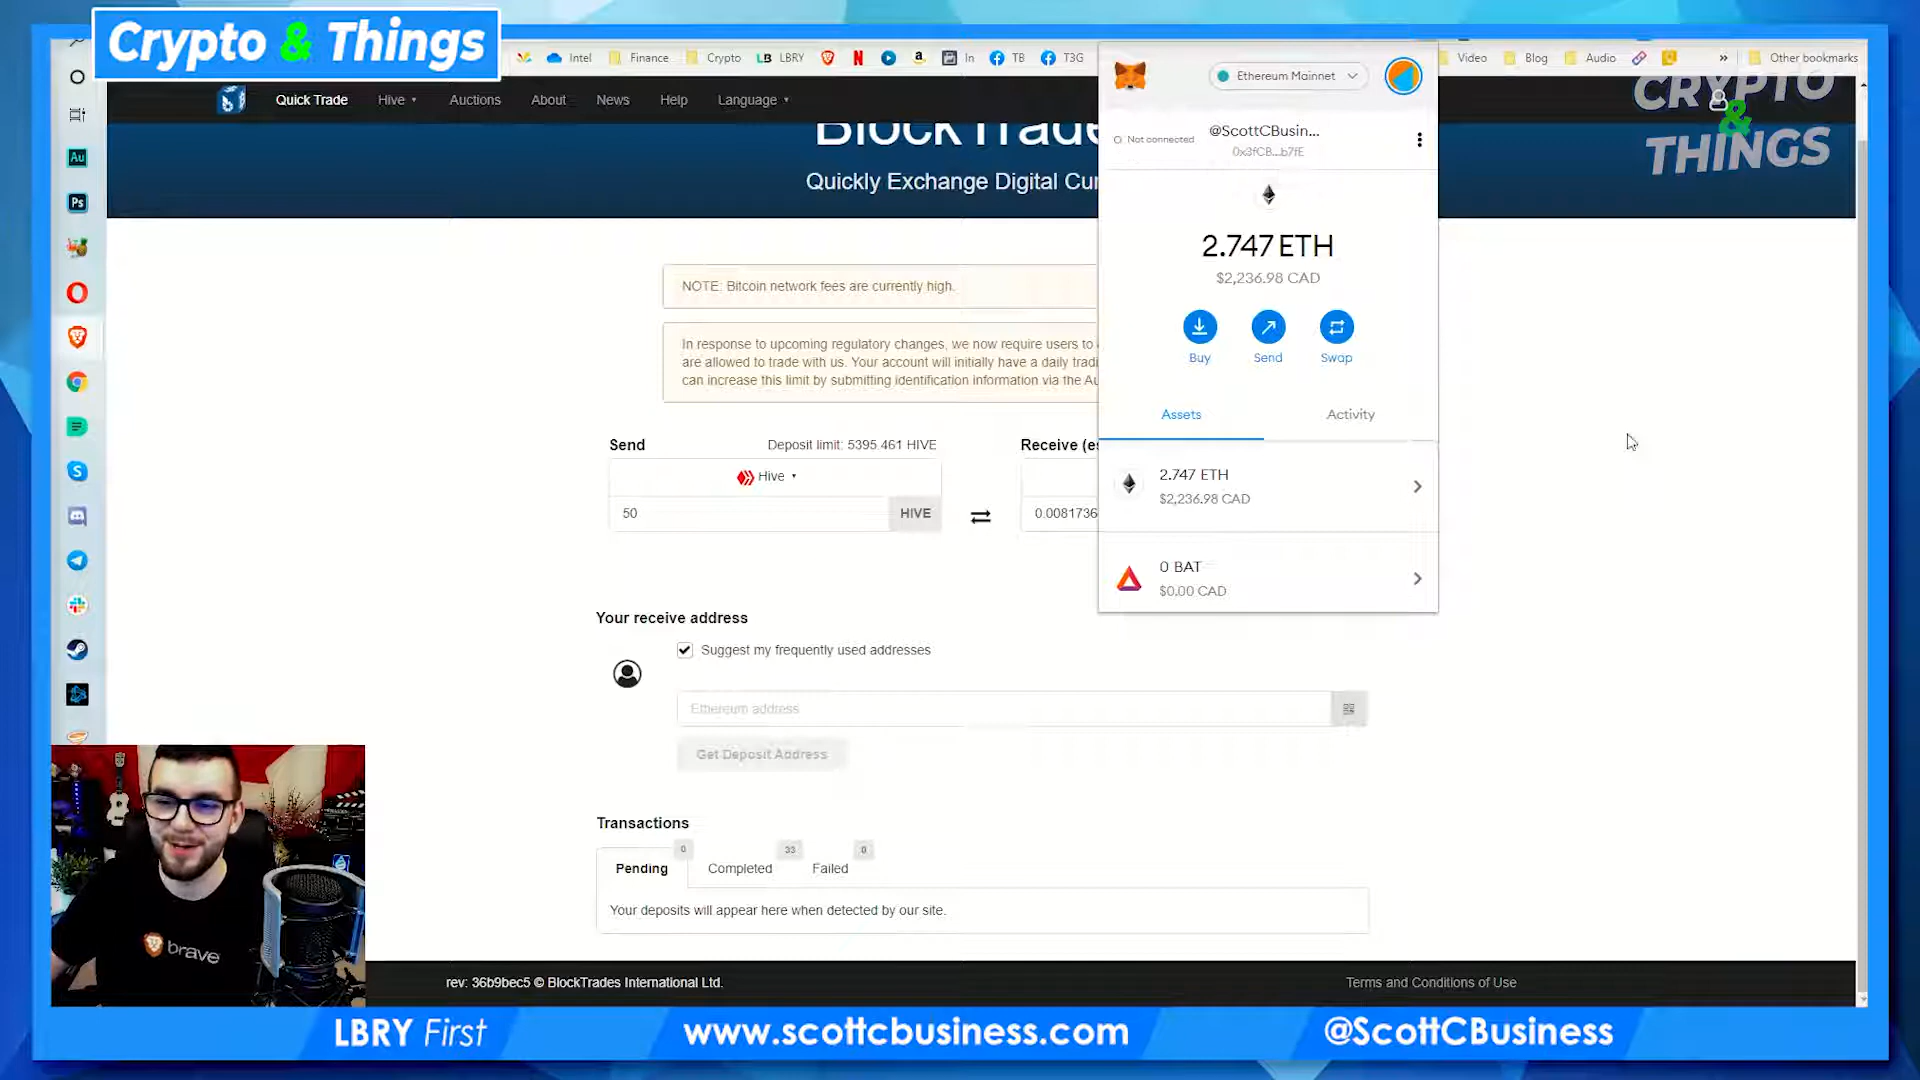 Crypto & Things
Intel
Finance
Crypto
LB LBRY
In
TB
T3G
Video
Blog
Audio
»
Other bookmarks
Quick Trade
Hive
Auctions
About
News
Help
Language
CRYPTO
&
THINGS
BlockTrade
Quickly Exchange Digital Cur
NOTE: Bitcoin network fees are currently high.
In response to upcoming regulatory changes, we now require users to
are allowed to trade with us. Your account will initially have a daily tradi
can increase this limit by submitting identification information via the Au
Send
Deposit limit: 5395.461 HIVE
Receive (es
Hive
50
HIVE
0.0081736
Your receive address
Suggest my frequently used addresses
Ethereum address
Get Deposit Address
Transactions
Pending
0
Completed
33
Failed
0
Your deposits will appear here when detected by our site.
rev: 36b9bec5 © BlockTrades International Ltd.
Terms and Conditions of Use
Ethereum Mainnet
Not connected
@ScottCBusin...
0x3fCB...b7fE
2.747 ETH
$2,236.98 CAD
Buy
Send
Swap
Assets
Activity
2.747 ETH
$2,236.98 CAD
0 BAT
$0.00 CAD
Au
Ps
brave
LBRY First
www.scottcbusiness.com
@ScottCBusiness